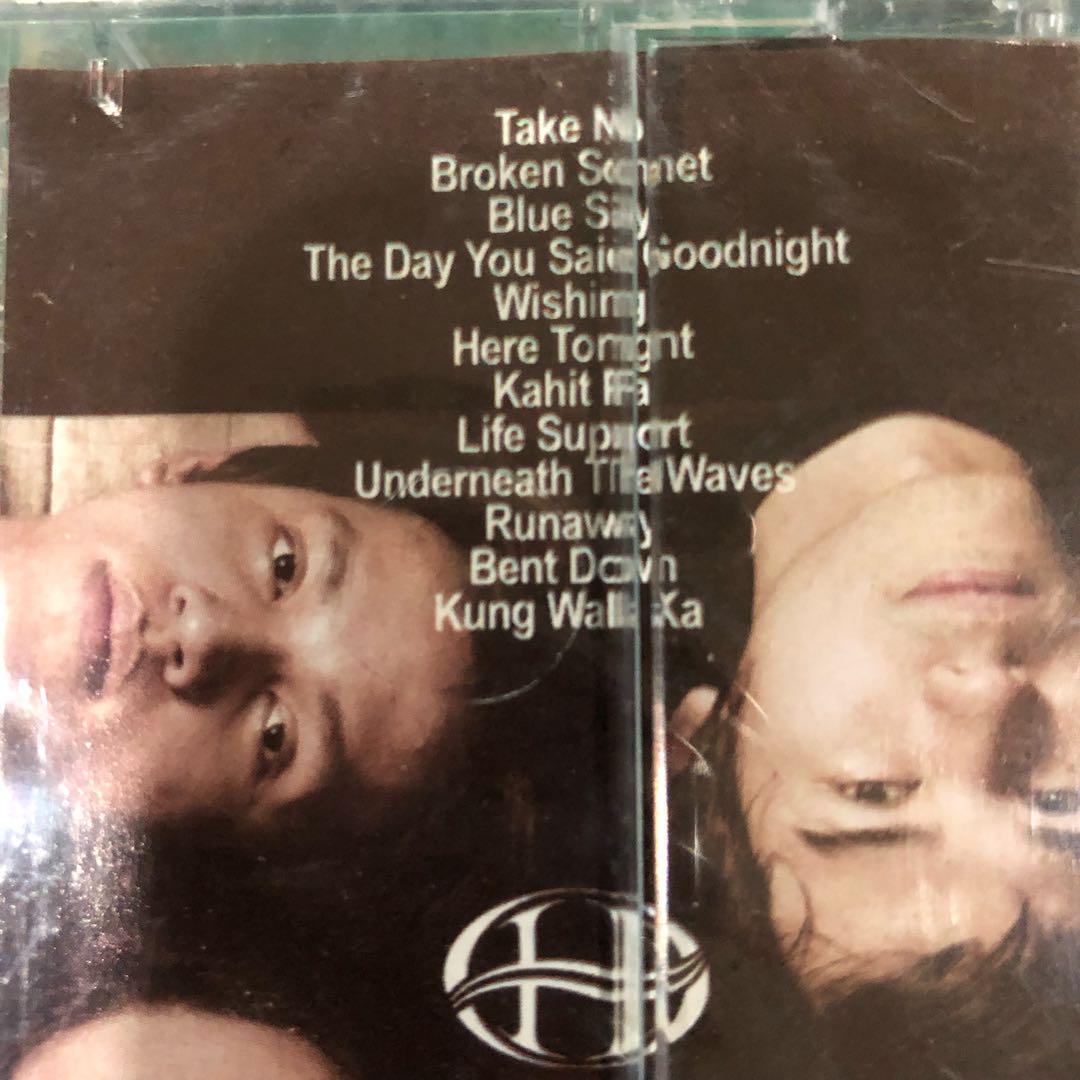 Take No
Broken Sonnet
Blue Sky
The Day You Said Goodnight
Wishing
Here Tonight
Kahit Pa
Life Support
Underneath The Waves
Runaway
Bent Down
Kung Wala Ka
H